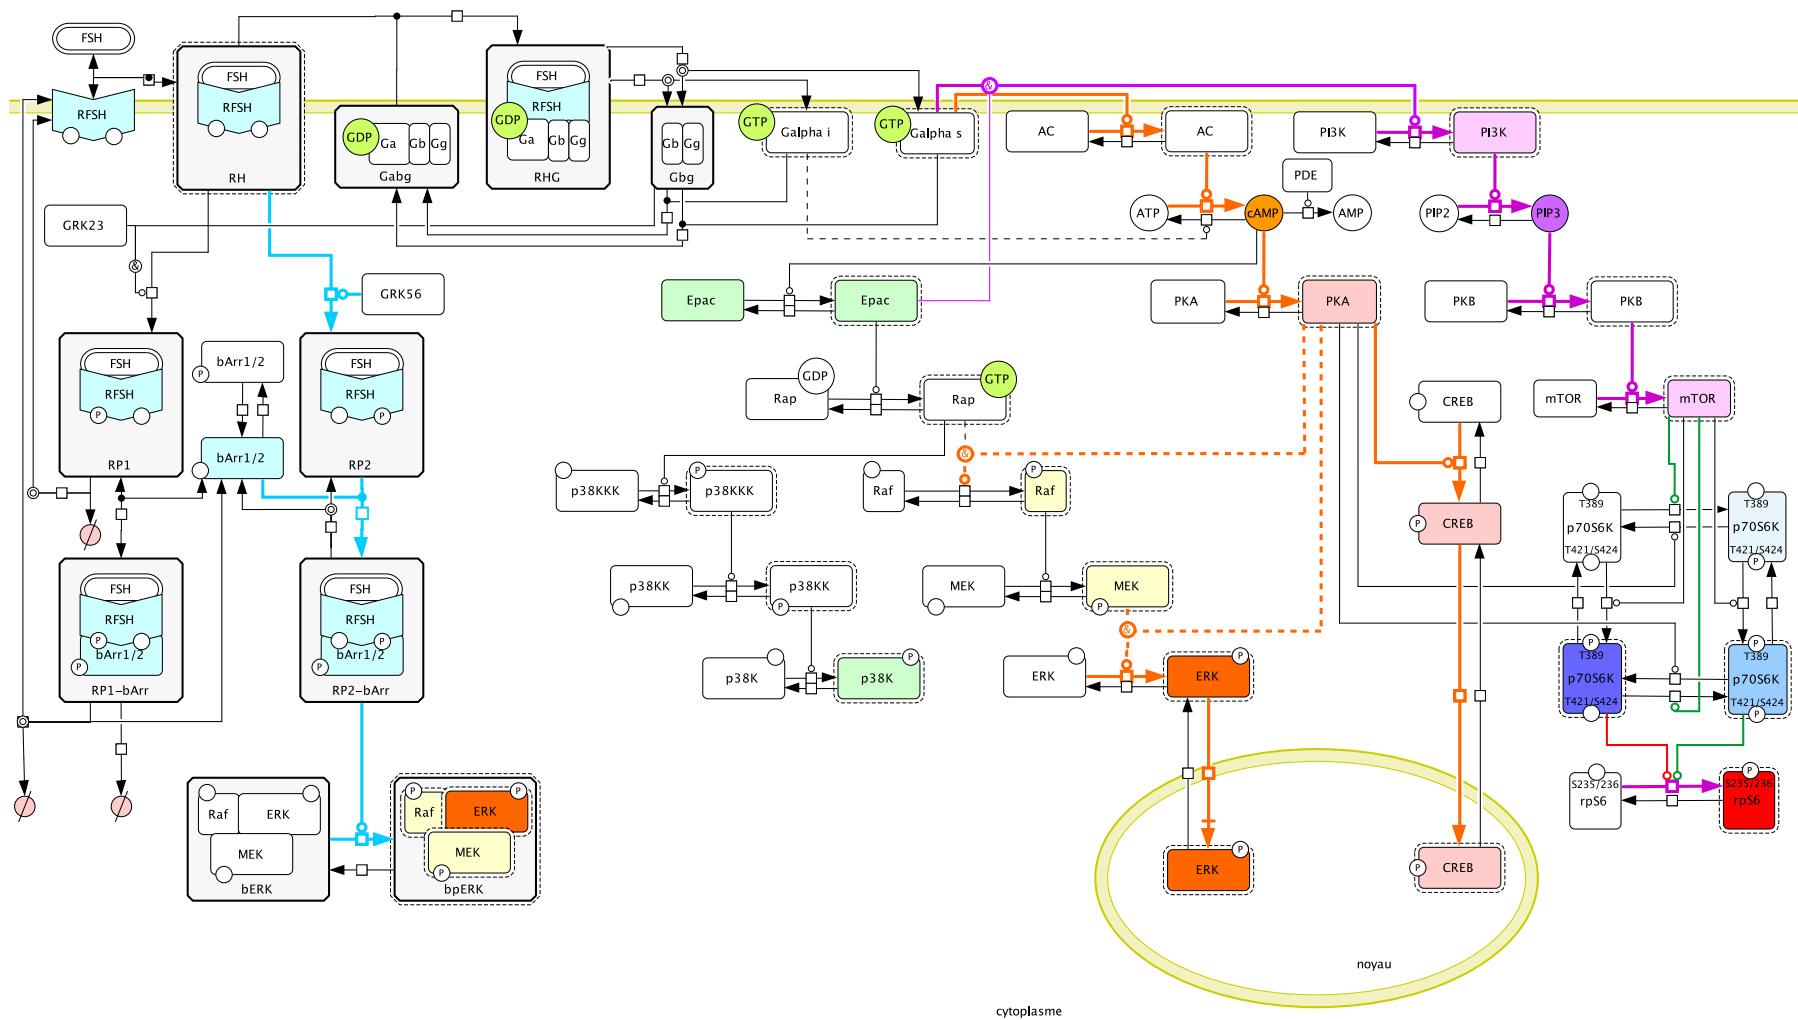 FSH
RFSH
FSH
RFSH
RH
GDP
Ga
Gb
Gg
Gabg
FSH
RFSH
GDP
Ga
Gb
Gg
RHG
Gb
Gg
Gbg
GTP
Galpha i
GTP
Galpha s
&
AC
AC
PI3K
PI3K
PDE
ATP
cAMP
AMP
PIP2
PIP3
GRK23
&
GRK56
Epac
Epac
PKA
PKA
PKB
PKB
FSH
RFSH
P
RP1
bArr1/2
P
bArr1/2
FSH
RFSH
P
RP2
Rap
GDP
Rap
GTP
CREB
mTOR
mTOR
&
p38KKK
P
p38KKK
Raf
P
Raf
P
CREB
T389
p70S6K
T421/S424
T389
p70S6K
T421/S424
P
FSH
RFSH
P
bArr1/2
P
RP1-bArr
FSH
RFSH
P
bArr1/2
P
RP2-bArr
p38KK
p38KK
P
MEK
MEK
P
&
p38K
P
p38K
ERK
P
ERK
P
T389
p70S6K
T421/S424
P
T389
p70S6K
T421/S424
P
Raf
ERK
MEK
bERK
P
Raf
P
ERK
MEK
P
bpERK
S235/236
rpS6
P
S235/236
rpS6
P
ERK
P
CREB
noyau
cytoplasme